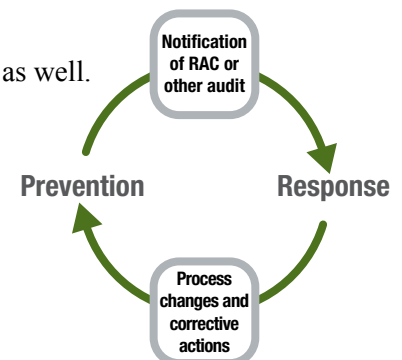 as well.
Notification
of RAC or
other audit
Prevention
Response
Process
changes and
corrective
actions